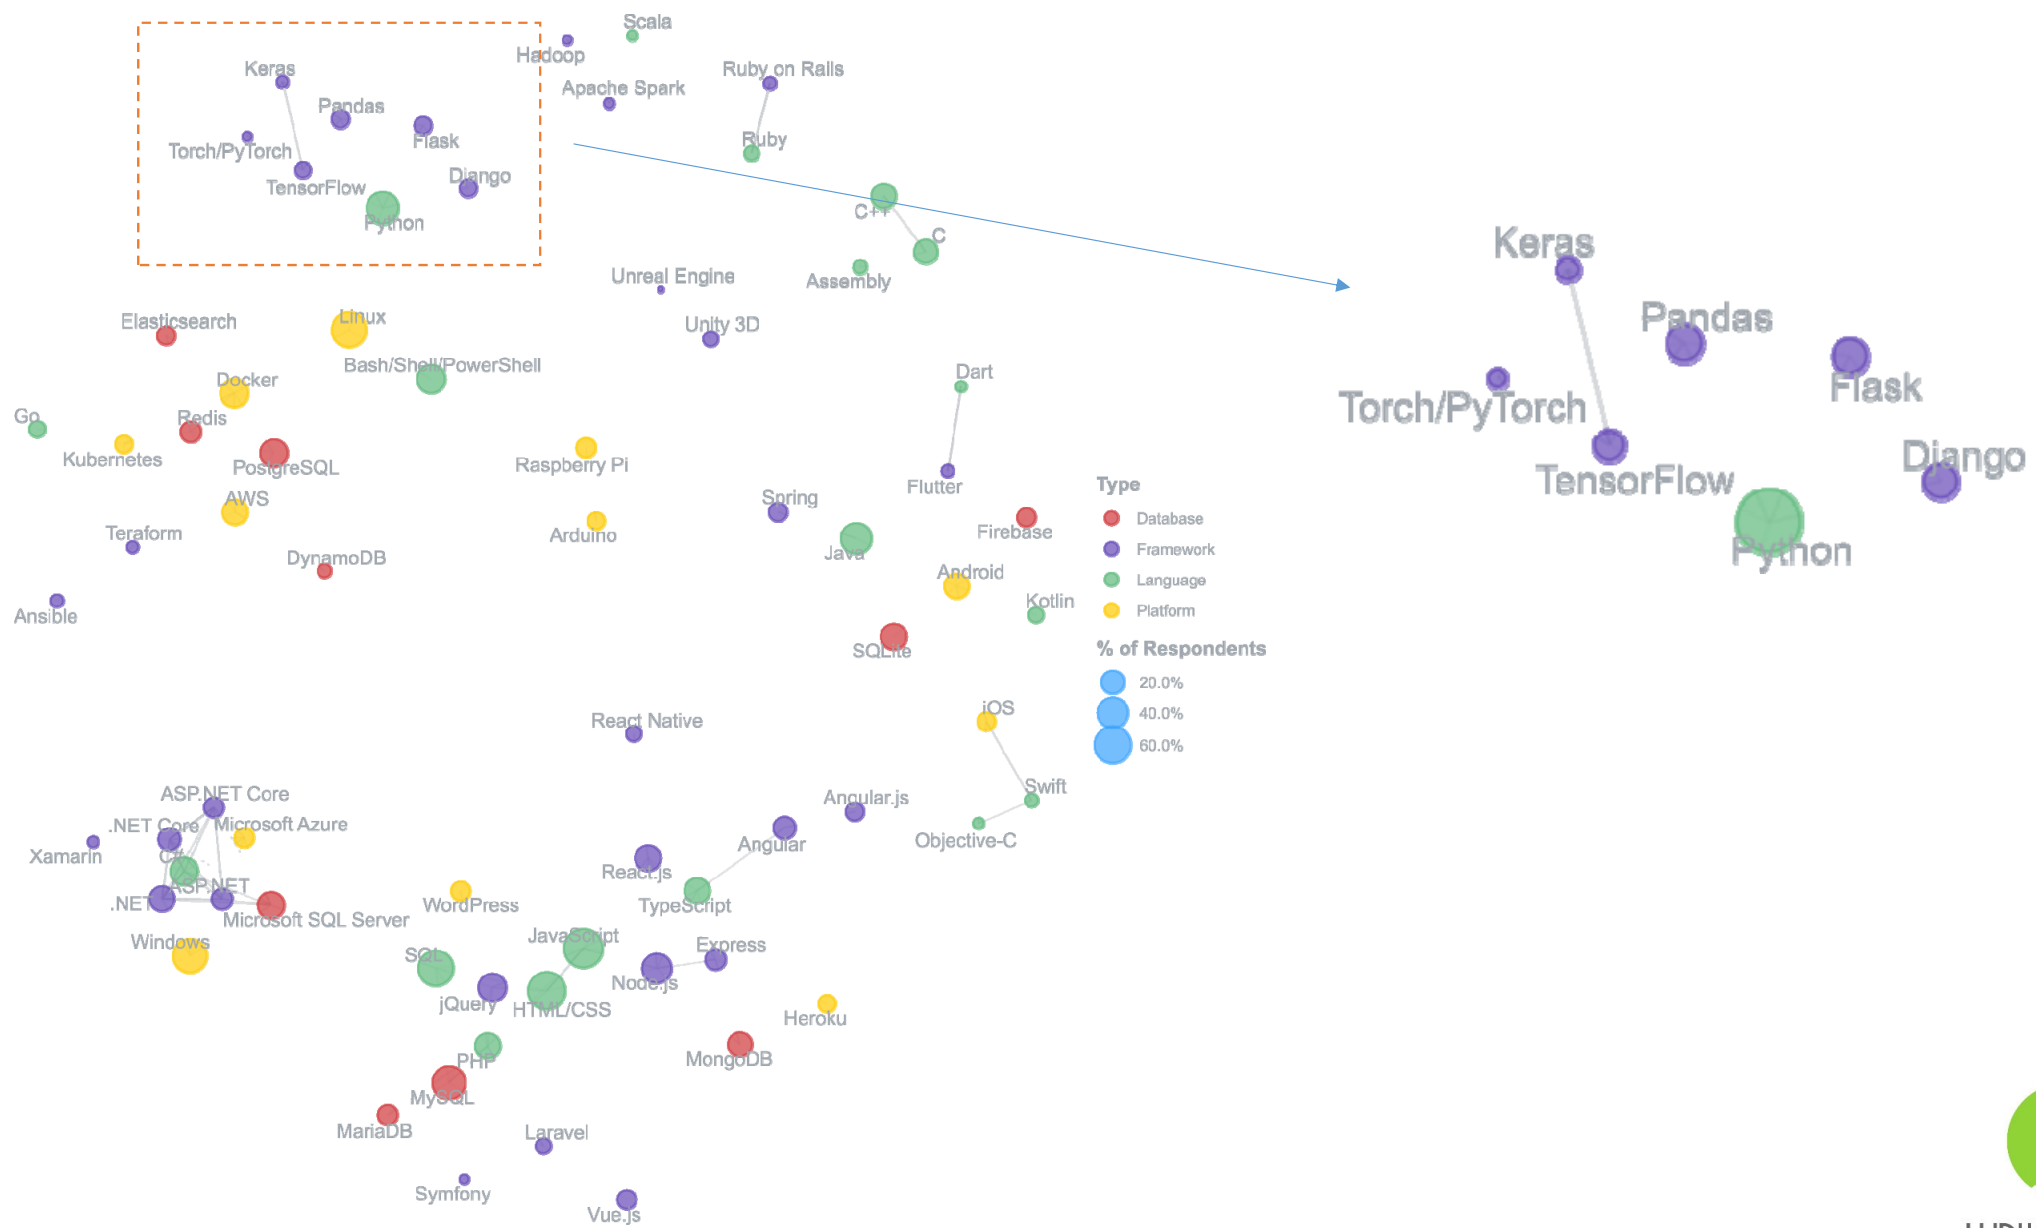 Scala
Hadoop
Keras
Ruby on Rails
Apache Spark
Pandas
Flask
Ruby
Torch/PyTorch
Django
TensorFlow
Python
C++
C
Assembly
Unreal Engine
Keras
Pandas
Flask
Torch/PyTorch
Django
TensorFlow
Python
Elasticsearch
Linux
Unity 3D
Bash/Shell/PowerShell
Docker
Dart
Go
Redis
Kubernetes
PostgreSQL
Raspberry Pi
Flutter
AWS
Spring
Teraform
Arduino
Java
Firebase
DynamoDB
Android
Ansible
Kotlin
SQLite
Type
Database
Framework
Language
Platform
% of Respondents
20.0%
40.0%
60.0%
React Native
iOS
Swift
ASP.NET Core
Angular.js
.NET Core
Microsoft Azure
Xamarin
C#
Angular
Objective-C
React.js
ASP.NET
.NET
Microsoft SQL Server
WordPress
TypeScript
Windows
JavaScript
Express
SQL
Node.js
jQuery
HTML/CSS
Heroku
PHP
MongoDB
MySQL
MariaDB
Laravel
Symfony
Vue.js